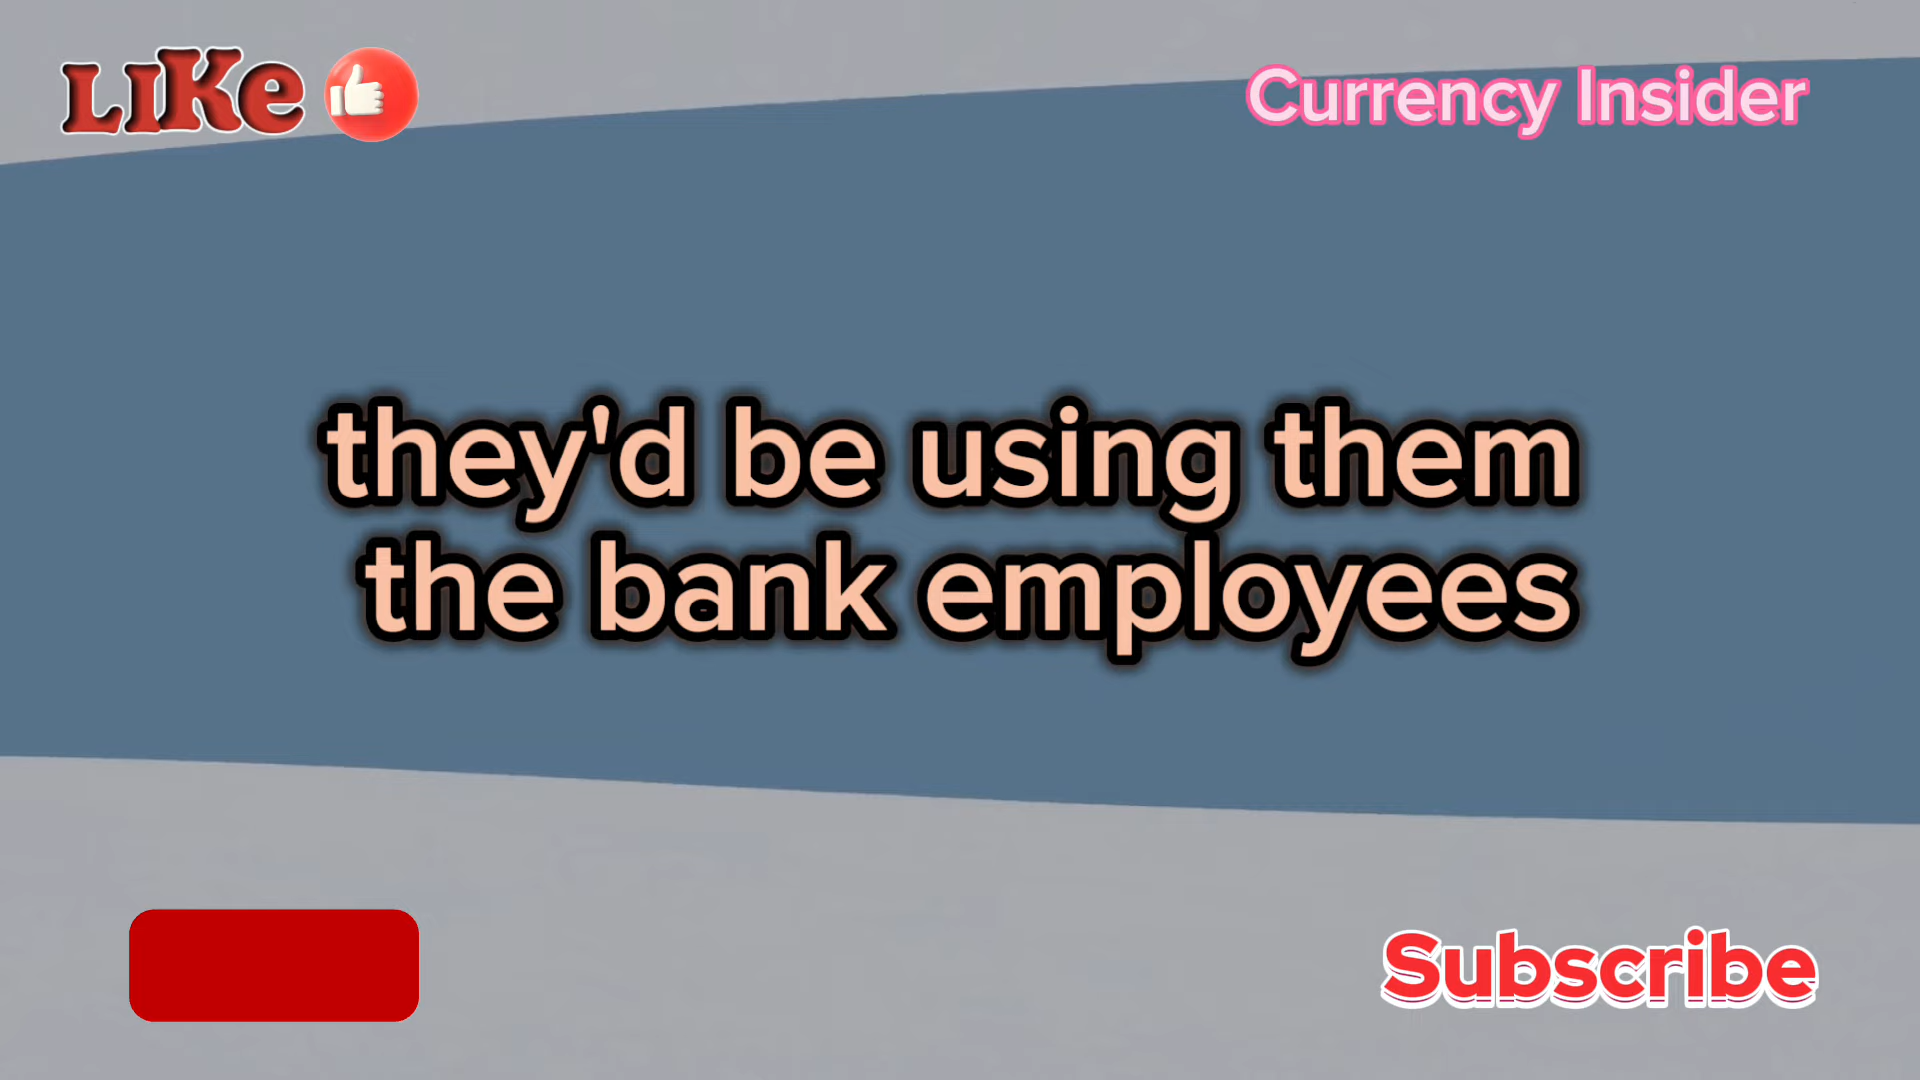 LIKe
Currency Insider
they'd be using them
the bank employees
Subscribe